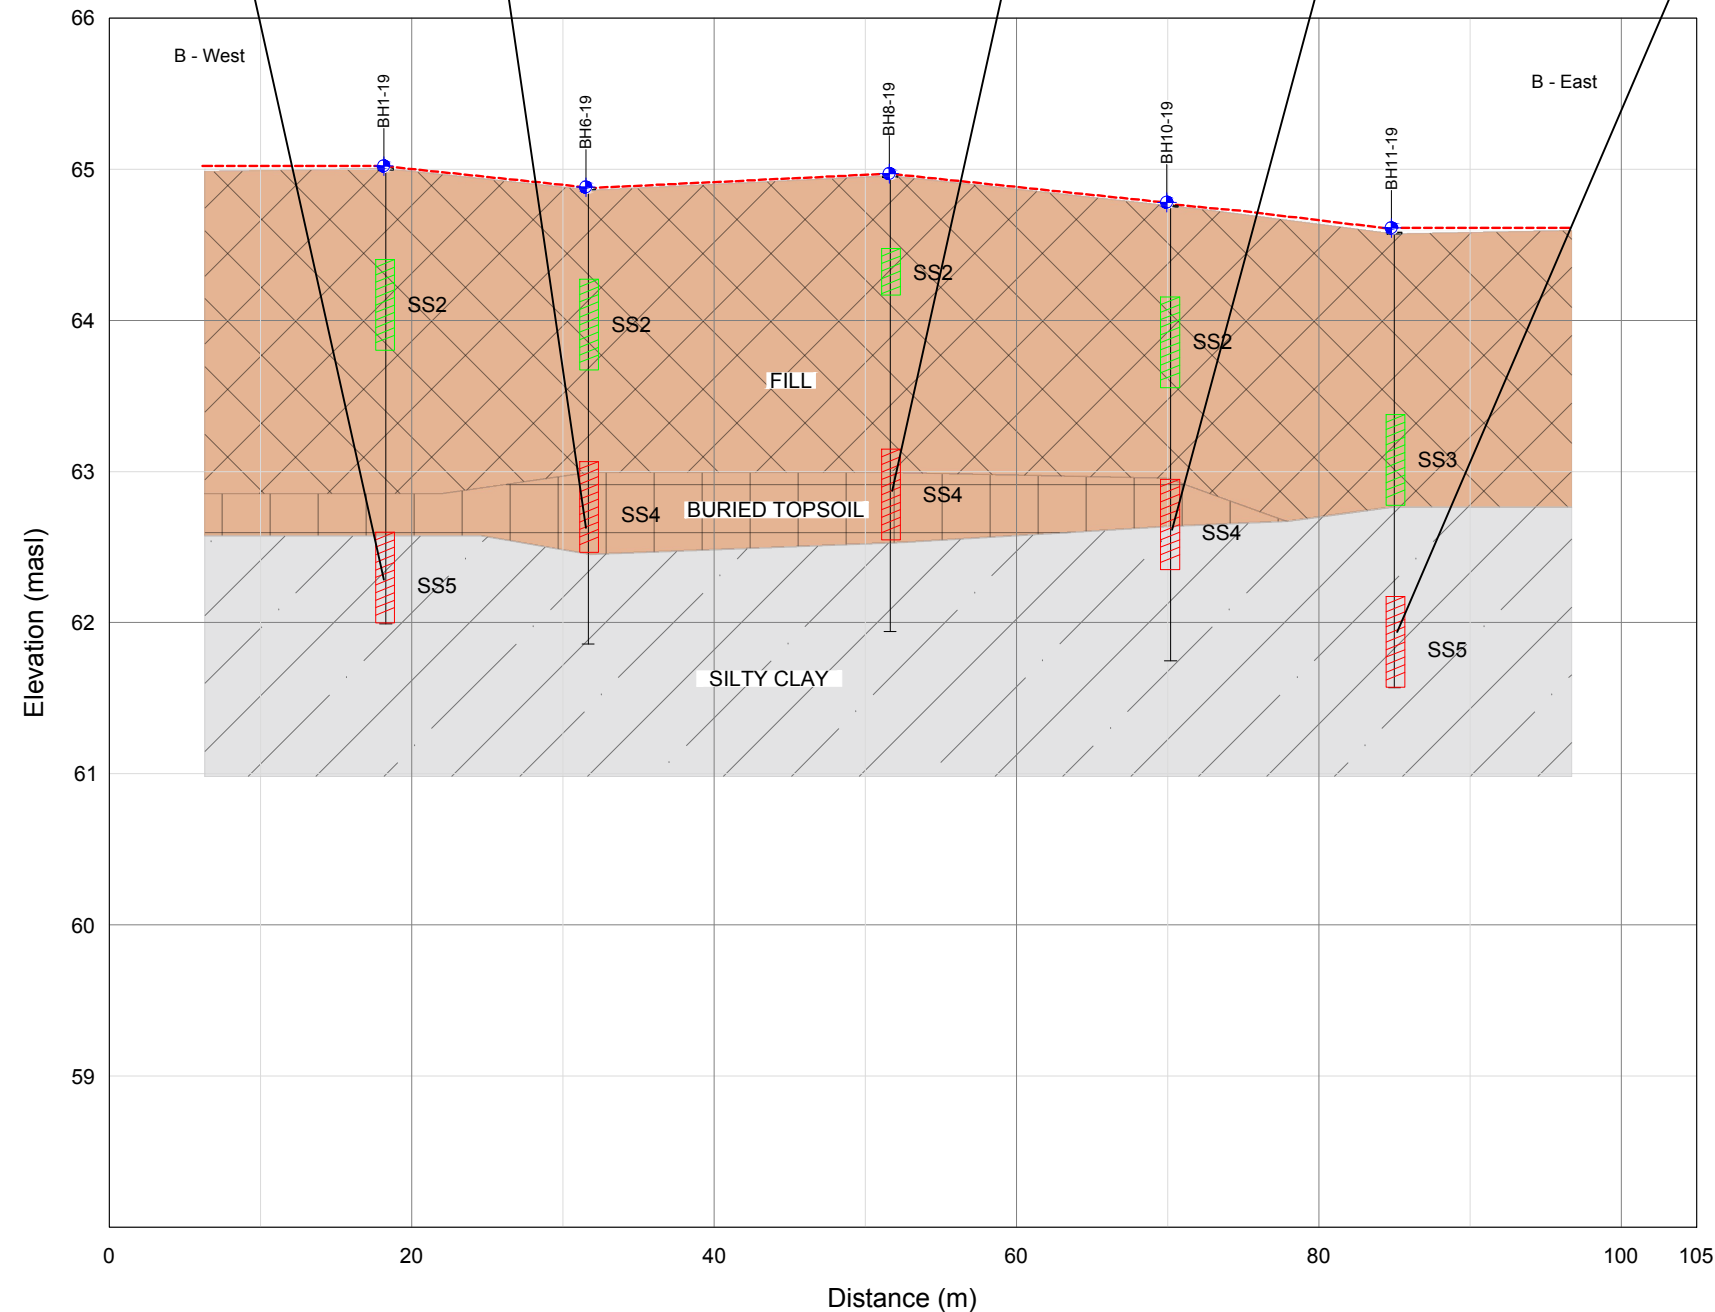 66
B - West
BH1-19
BH6-19
BH8-19
BH10-19
BH11-19
B - East
65
SS2
SS2
SS2
SS2
64
FILL
63
SS3
SS4
BURIED TOPSOIL
SS4
SS4
SS5
62
SS5
SILTY CLAY
61
60
59
Elevation (masl)
0
20
40
60
80
100
105
Distance (m)